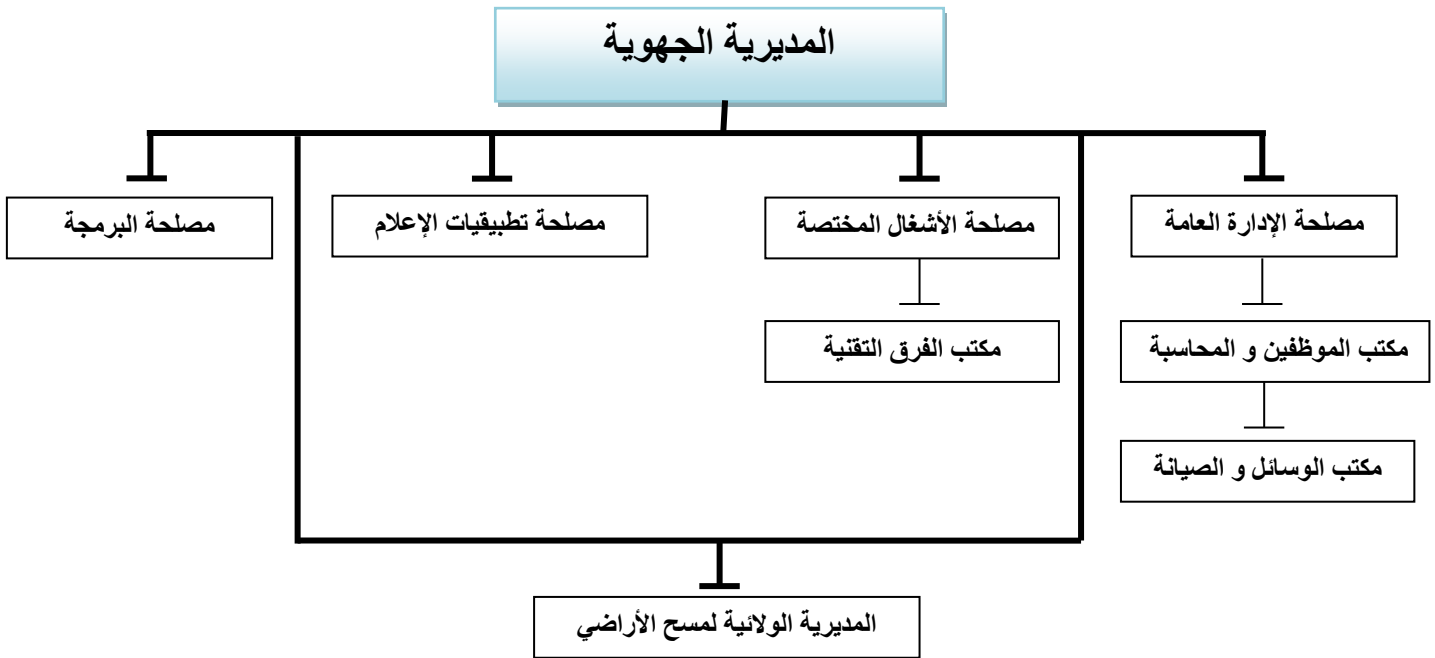 المديرية الجهوية
مصلحة الإدارة العامة
مصلحة الأشغال المختصة
مصلحة تطبيقيات الإعلام
مصلحة البرمجة
مكتب الموظفين و المحاسبة
مكتب الفرق التقنية
مكتب الوسائل و الصيانة
المديرية الولائية لمسح الأراضي